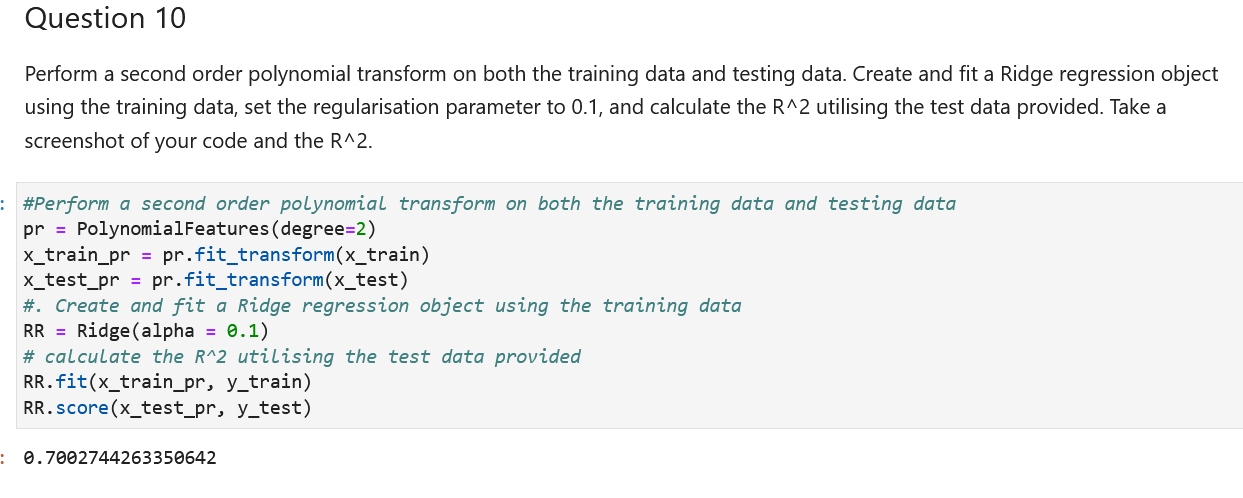 Question 10
Perform a second order polynomial transform on both the training data and testing data. Create and fit a Ridge regression object
using the training data, set the regularisation parameter to 0.1, and calculate the R^2 utilising the test data provided. Take a
screenshot of your code and the R^2.
: #Perform a second order polynomial transform on both the training data and testing data
pr = PolynomialFeatures(degree=2)
x_train_pr = pr.fit_transform(x_train)
x_test_pr = pr.fit_transform(x_test)
#. Create and fit a Ridge regression object using the training data
RR = Ridge(alpha = 0.1)
# calculate the R^2 utilising the test data provided
RR.fit(x_train_pr, y_train)
RR.score(x_test_pr, y_test)
: 0.7002744263350642